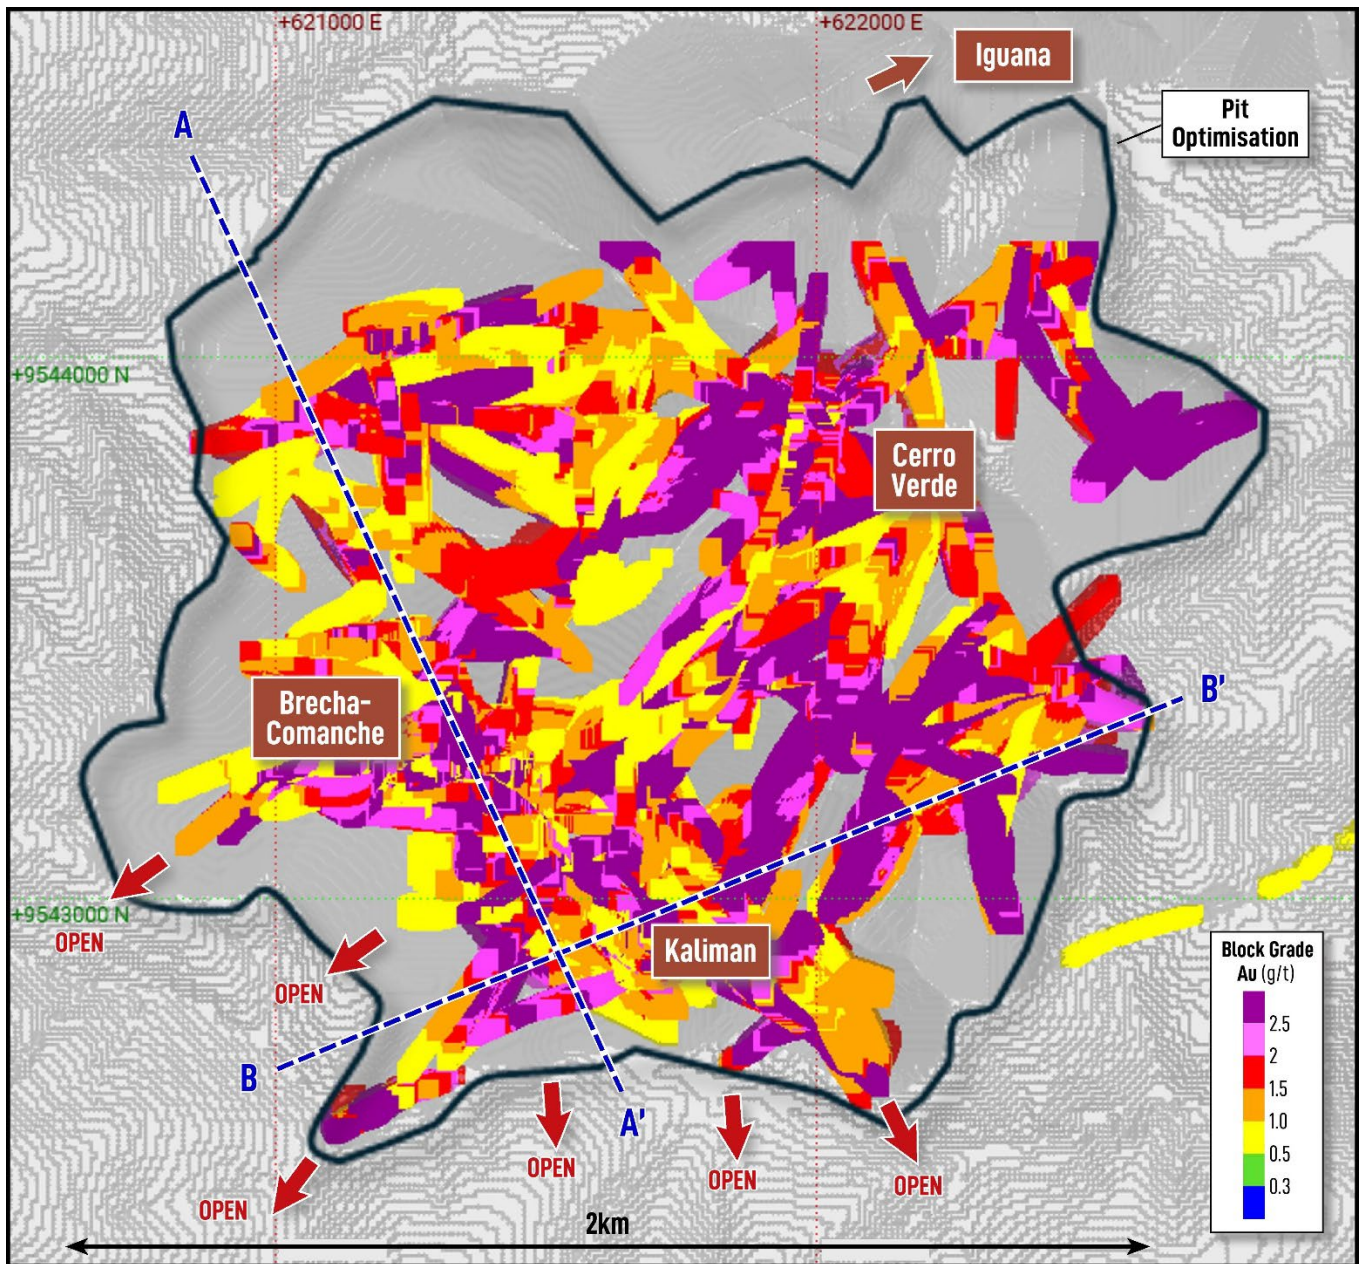 +621000 E
+622000 E
Iguana
Pit
Optimisation
A
+9544000 N
Cerro
Verde
Brecha-
Comanche
B'
+9543000 N
OPEN
Kaliman
OPEN
B
A'
OPEN
OPEN
OPEN
OPEN
Block Grade
Au (g/t)
2.5
2
1.5
1.0
0.5
0.3
2km